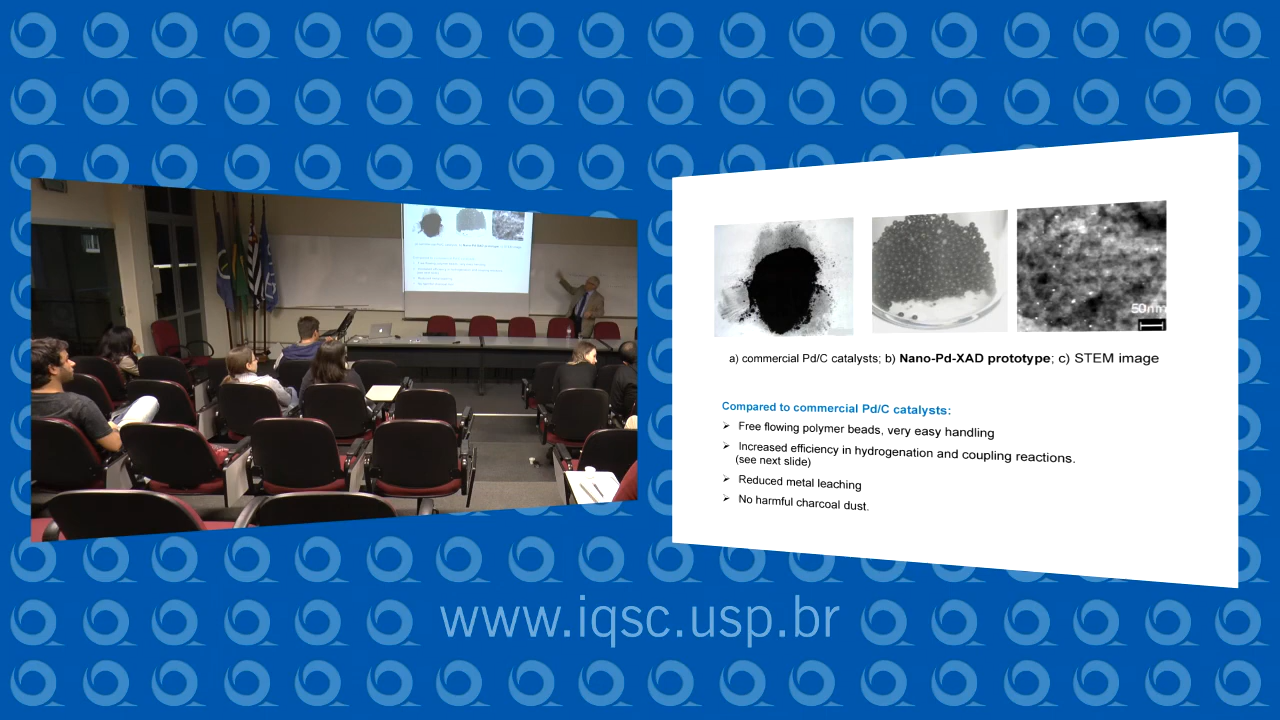 50nm
a) commercial Pd/C catalysts; b) Nano-Pd-XAD prototype; c) STEM image
Compared to commercial Pd/C catalysts:
➢ Free flowing polymer beads, very easy handling
➢ Increased efficiency in hydrogenation and coupling reactions.
(see next slide)
➢ Reduced metal leaching
➢ No harmful charcoal dust.
www.iqsc.usp.br